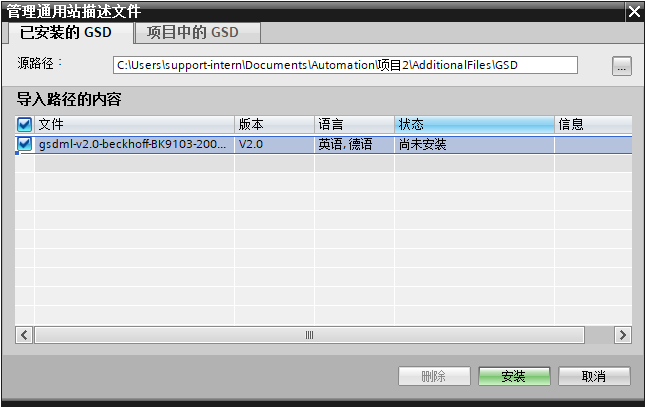 管理通用站描述文件
已安装的 GSD
项目中的 GSD
源路径：
C:\Users\support-intern\Documents\Automation\项目2\AdditionalFiles\GSD
...
导入路径的内容
文件 版本 语言 状态 信息
gsdml-v2.0-beckhoff-BK9103-200... V2.0 英语, 德语 尚未安装
删除 安装 取消